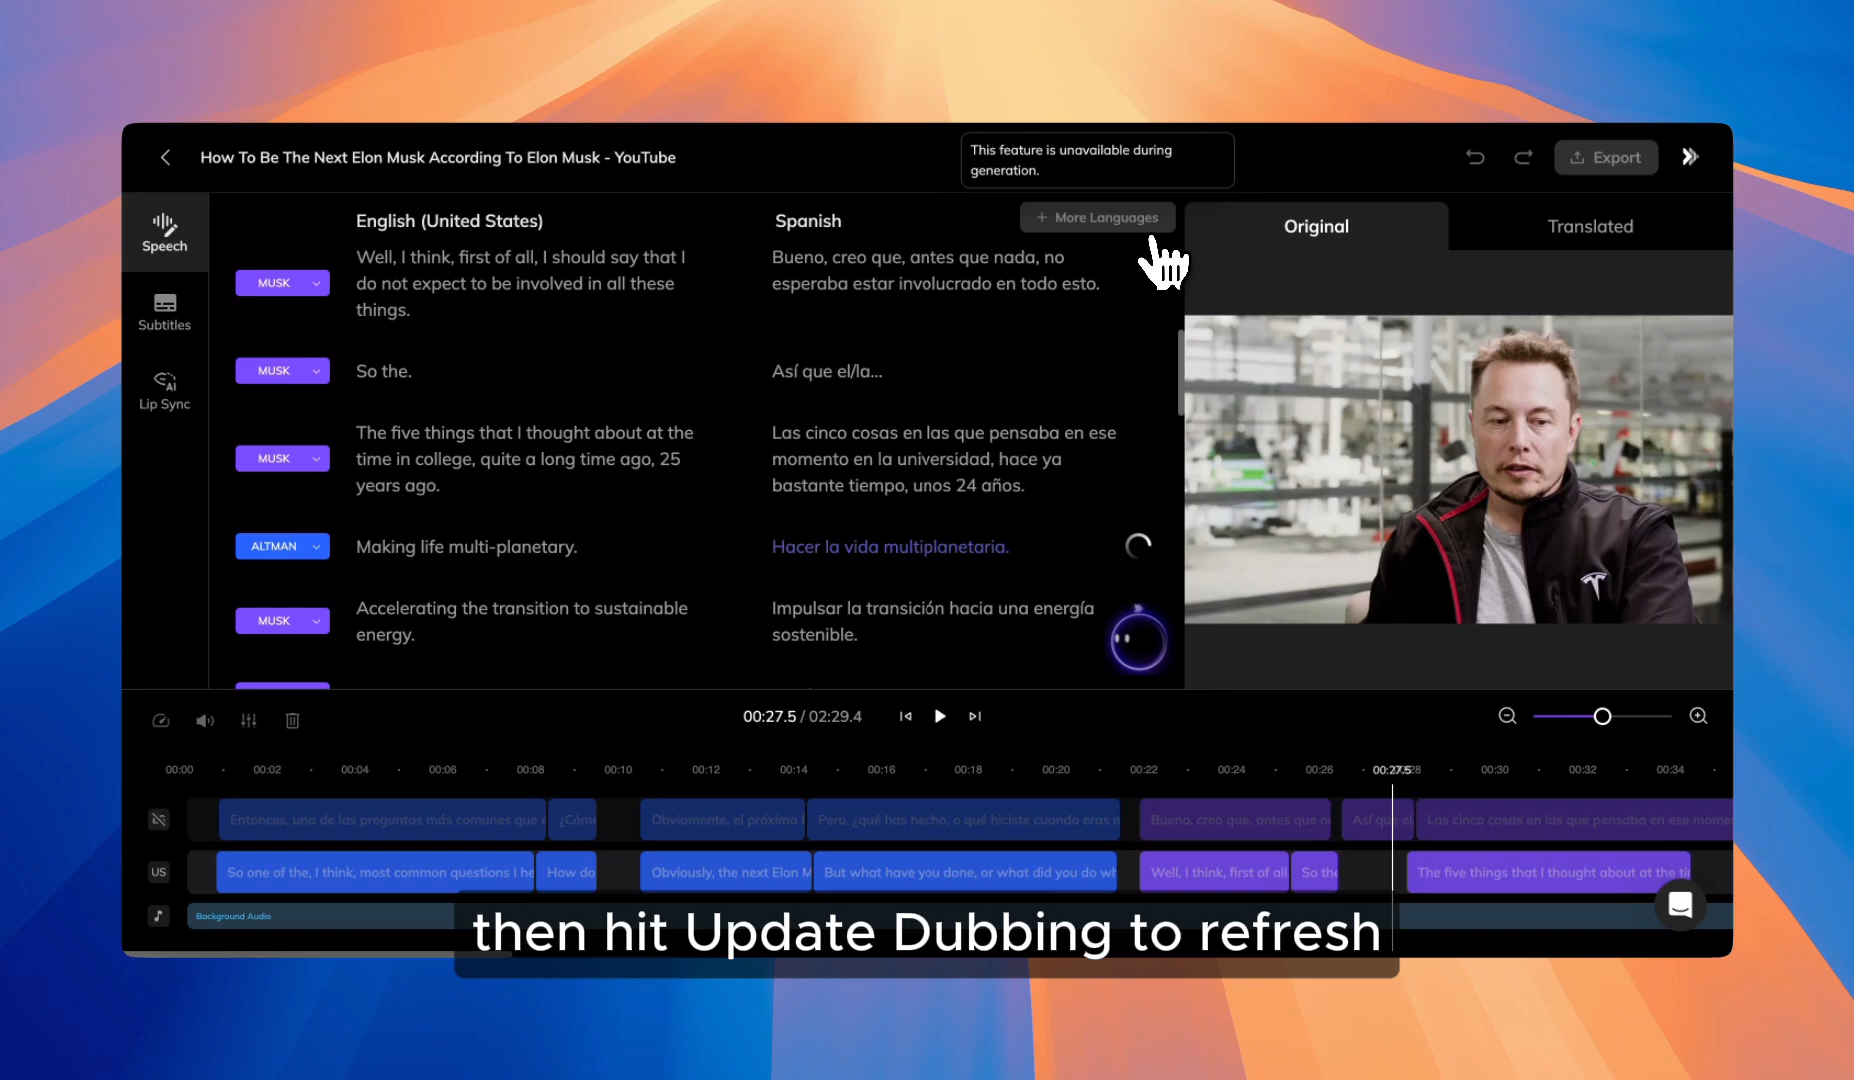 How To Be The Next Elon Musk According To Elon Musk - YouTube
This feature is unavailable during
generation.
Export
Speech
Subtitles
Lip Sync
English (United States)
Spanish
+ More Languages
Original
Translated
MUSK
Well, I think, first of all, I should say that I
do not expect to be involved in all these
things.
Bueno, creo que, antes que nada, no
esperaba estar involucrado en todo esto.
MUSK
So the.
Así que el/la...
MUSK
The five things that I thought about at the
time in college, quite a long time ago, 25
years ago.
Las cinco cosas en las que pensaba en ese
momento en la universidad, hace ya
bastante tiempo, unos 24 años.
ALTMAN
Making life multi-planetary.
Hacer la vida multiplanetaria.
MUSK
Accelerating the transition to sustainable
energy.
Impulsar la transición hacia una energía
sostenible.
00:27.5 / 02:29.4
00:00 00:02 00:04 00:06 00:08 00:10 00:12 00:14 00:16 00:18 00:20 00:22 00:24 00:26 00:27.5 00:30 00:32 00:34
Entonces, una de las preguntas más comunes que
Obviamente, el próximo
Pero, ¿qué has hecho, o qué hiciste cuando eras
Bueno, creo que, antes que
Así que el
Las cinco cosas en las que pensaba en ese
US
So one of the, I think, most common questions I he
How do
Obviously, the next Elon M
But what have you done, or what did you do wh
Well, I think, first of all
So the
The five things that I thought about at the
Background Audio
then hit Update Dubbing to refresh